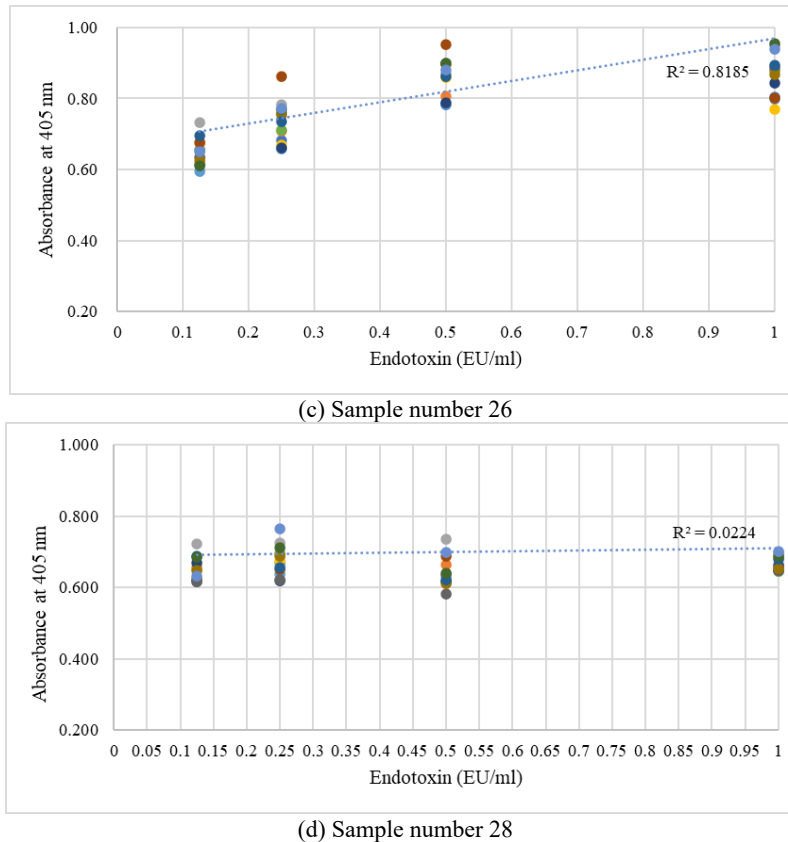 1.00
0.80
0.60
0.40
0.20
Absorbance at 405 nm
R² = 0.8185
0 0.1 0.2 0.3 0.4 0.5 0.6 0.7 0.8 0.9 1
Endotoxin (EU/ml)
(c) Sample number 26
1.000
0.800
0.600
0.400
0.200
Absorbance at 405 nm
R² = 0.0224
0 0.05 0.1 0.15 0.2 0.25 0.3 0.35 0.4 0.45 0.5 0.55 0.6 0.65 0.7 0.75 0.8 0.85 0.9 0.95 1
Endotoxin (EU/ml)
(d) Sample number 28